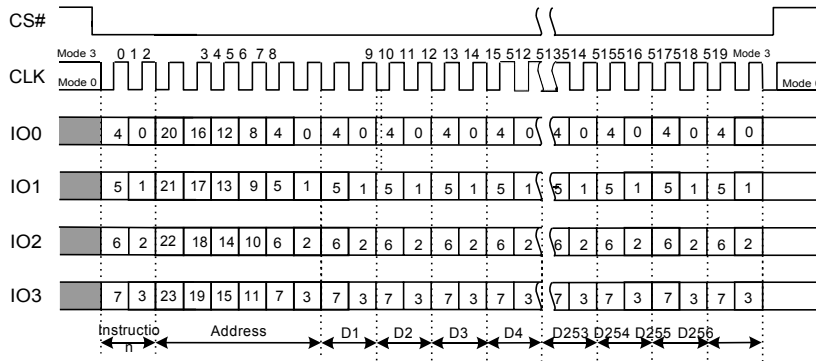 CS#
Mode 3 0 1 2 3 4 5 6 7 8 9 10 11 12 13 14 15 512 513 514 515 516 517 518 519 Mode 3
CLK Mode 0 Mode 0
IO0 4 0 20 16 12 8 4 0 4 0 4 0 4 0 4 0 4 0 4 0 4 0 4 0
IO1 5 1 21 17 13 9 5 1 5 1 5 1 5 1 5 1 5 1 5 1 5 1 5 1
IO2 6 2 22 18 14 10 6 2 6 2 6 2 6 2 6 2 6 2 6 2 6 2 6 2
IO3 7 3 23 19 15 11 7 3 7 3 7 3 7 3 7 3 7 3 7 3 7 3 7 3
Instructio
n Address D1 D2 D3 D4 D253 D254 D255 D256